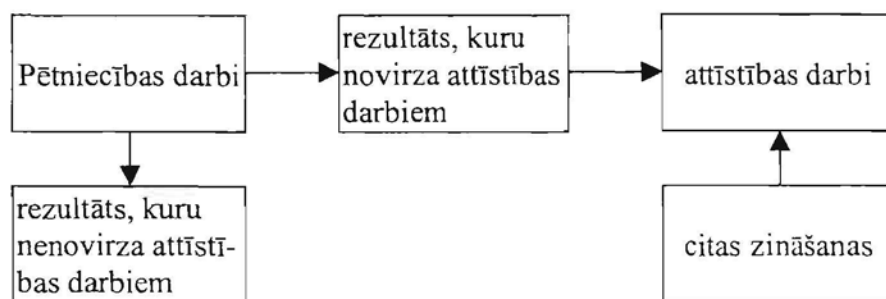 Pētniecības darbi
rezultāts, kuru
novirza attīstības
darbiem
attīstības darbi
rezultāts, kuru
nenovirza attīstī-
bas darbiem
citas zināšanas